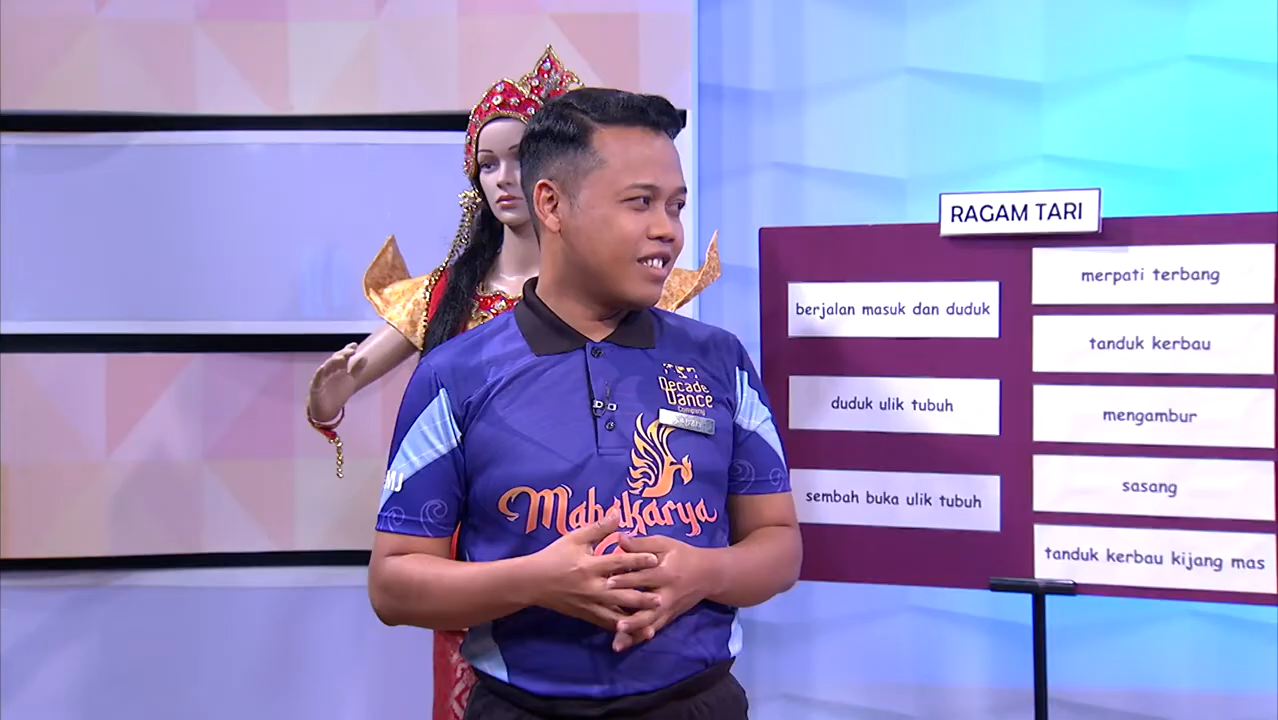 RAGAM TARI
berjalan masuk dan duduk
duduk ulik tubuh
sembah buka ulik tubuh
merpati terbang
tanduk kerbau
mengambur
sasang
tanduk kerbau kijang mas
Decade
Dance
Company
Mahakarya